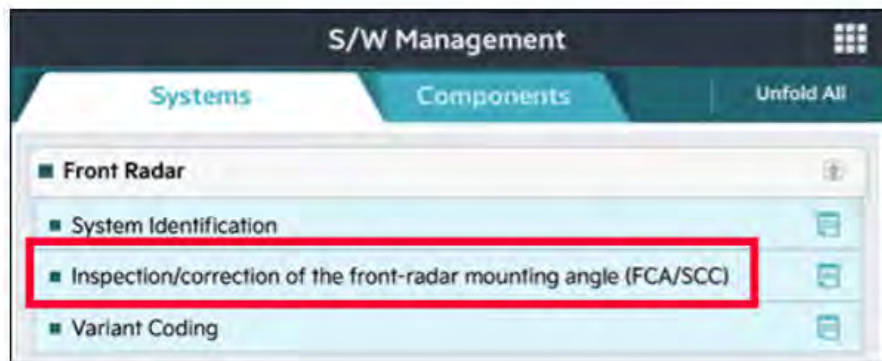 S/W Management
Systems Components Unfold All
Front Radar
System Identification
Inspection/correction of the front-radar mounting angle (FCA/SCC)
Variant Coding